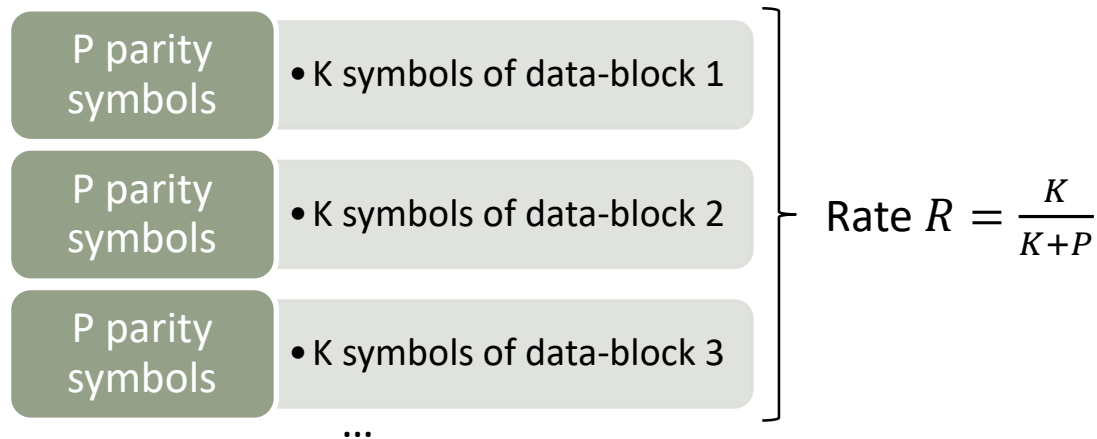 P parity
symbols
• K symbols of data-block 1
P parity
symbols
• K symbols of data-block 2
P parity
symbols
• K symbols of data-block 3
...
Rate R = K/(K+P)